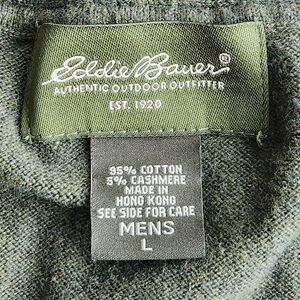 Eddie Bauer®
AUTHENTIC OUTDOOR OUTFITTER
EST. 1920
95% COTTON
5% CASHMERE
MADE IN
HONG KONG
SEE SIDE FOR CARE
MENS
L